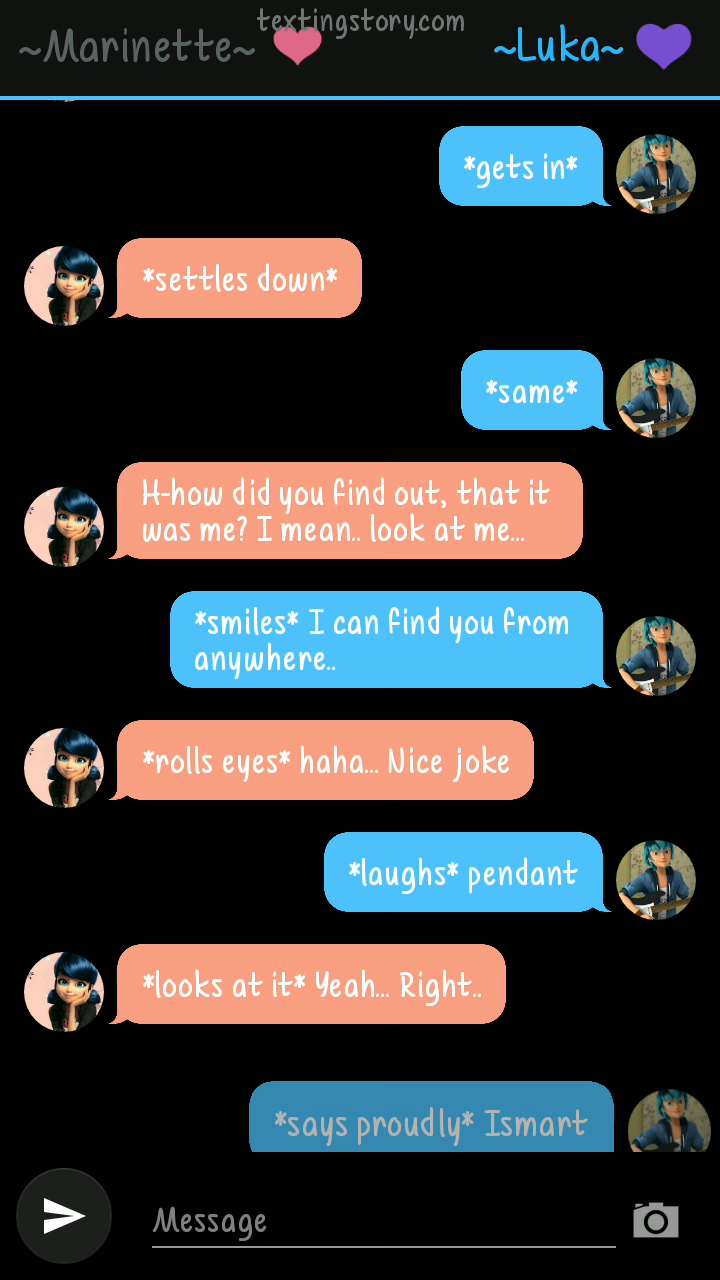 textingstory.com
~Marinette~
~Luka~
*gets in*
*settles down*
*same*
H-how did you find out, that it
was me? I mean.. look at me...
*smiles* I can find you from
anywhere..
*rolls eyes* haha... Nice joke
*laughs* pendant
*looks at it* Yeah... Right..
*says proudly* Ismart
Message